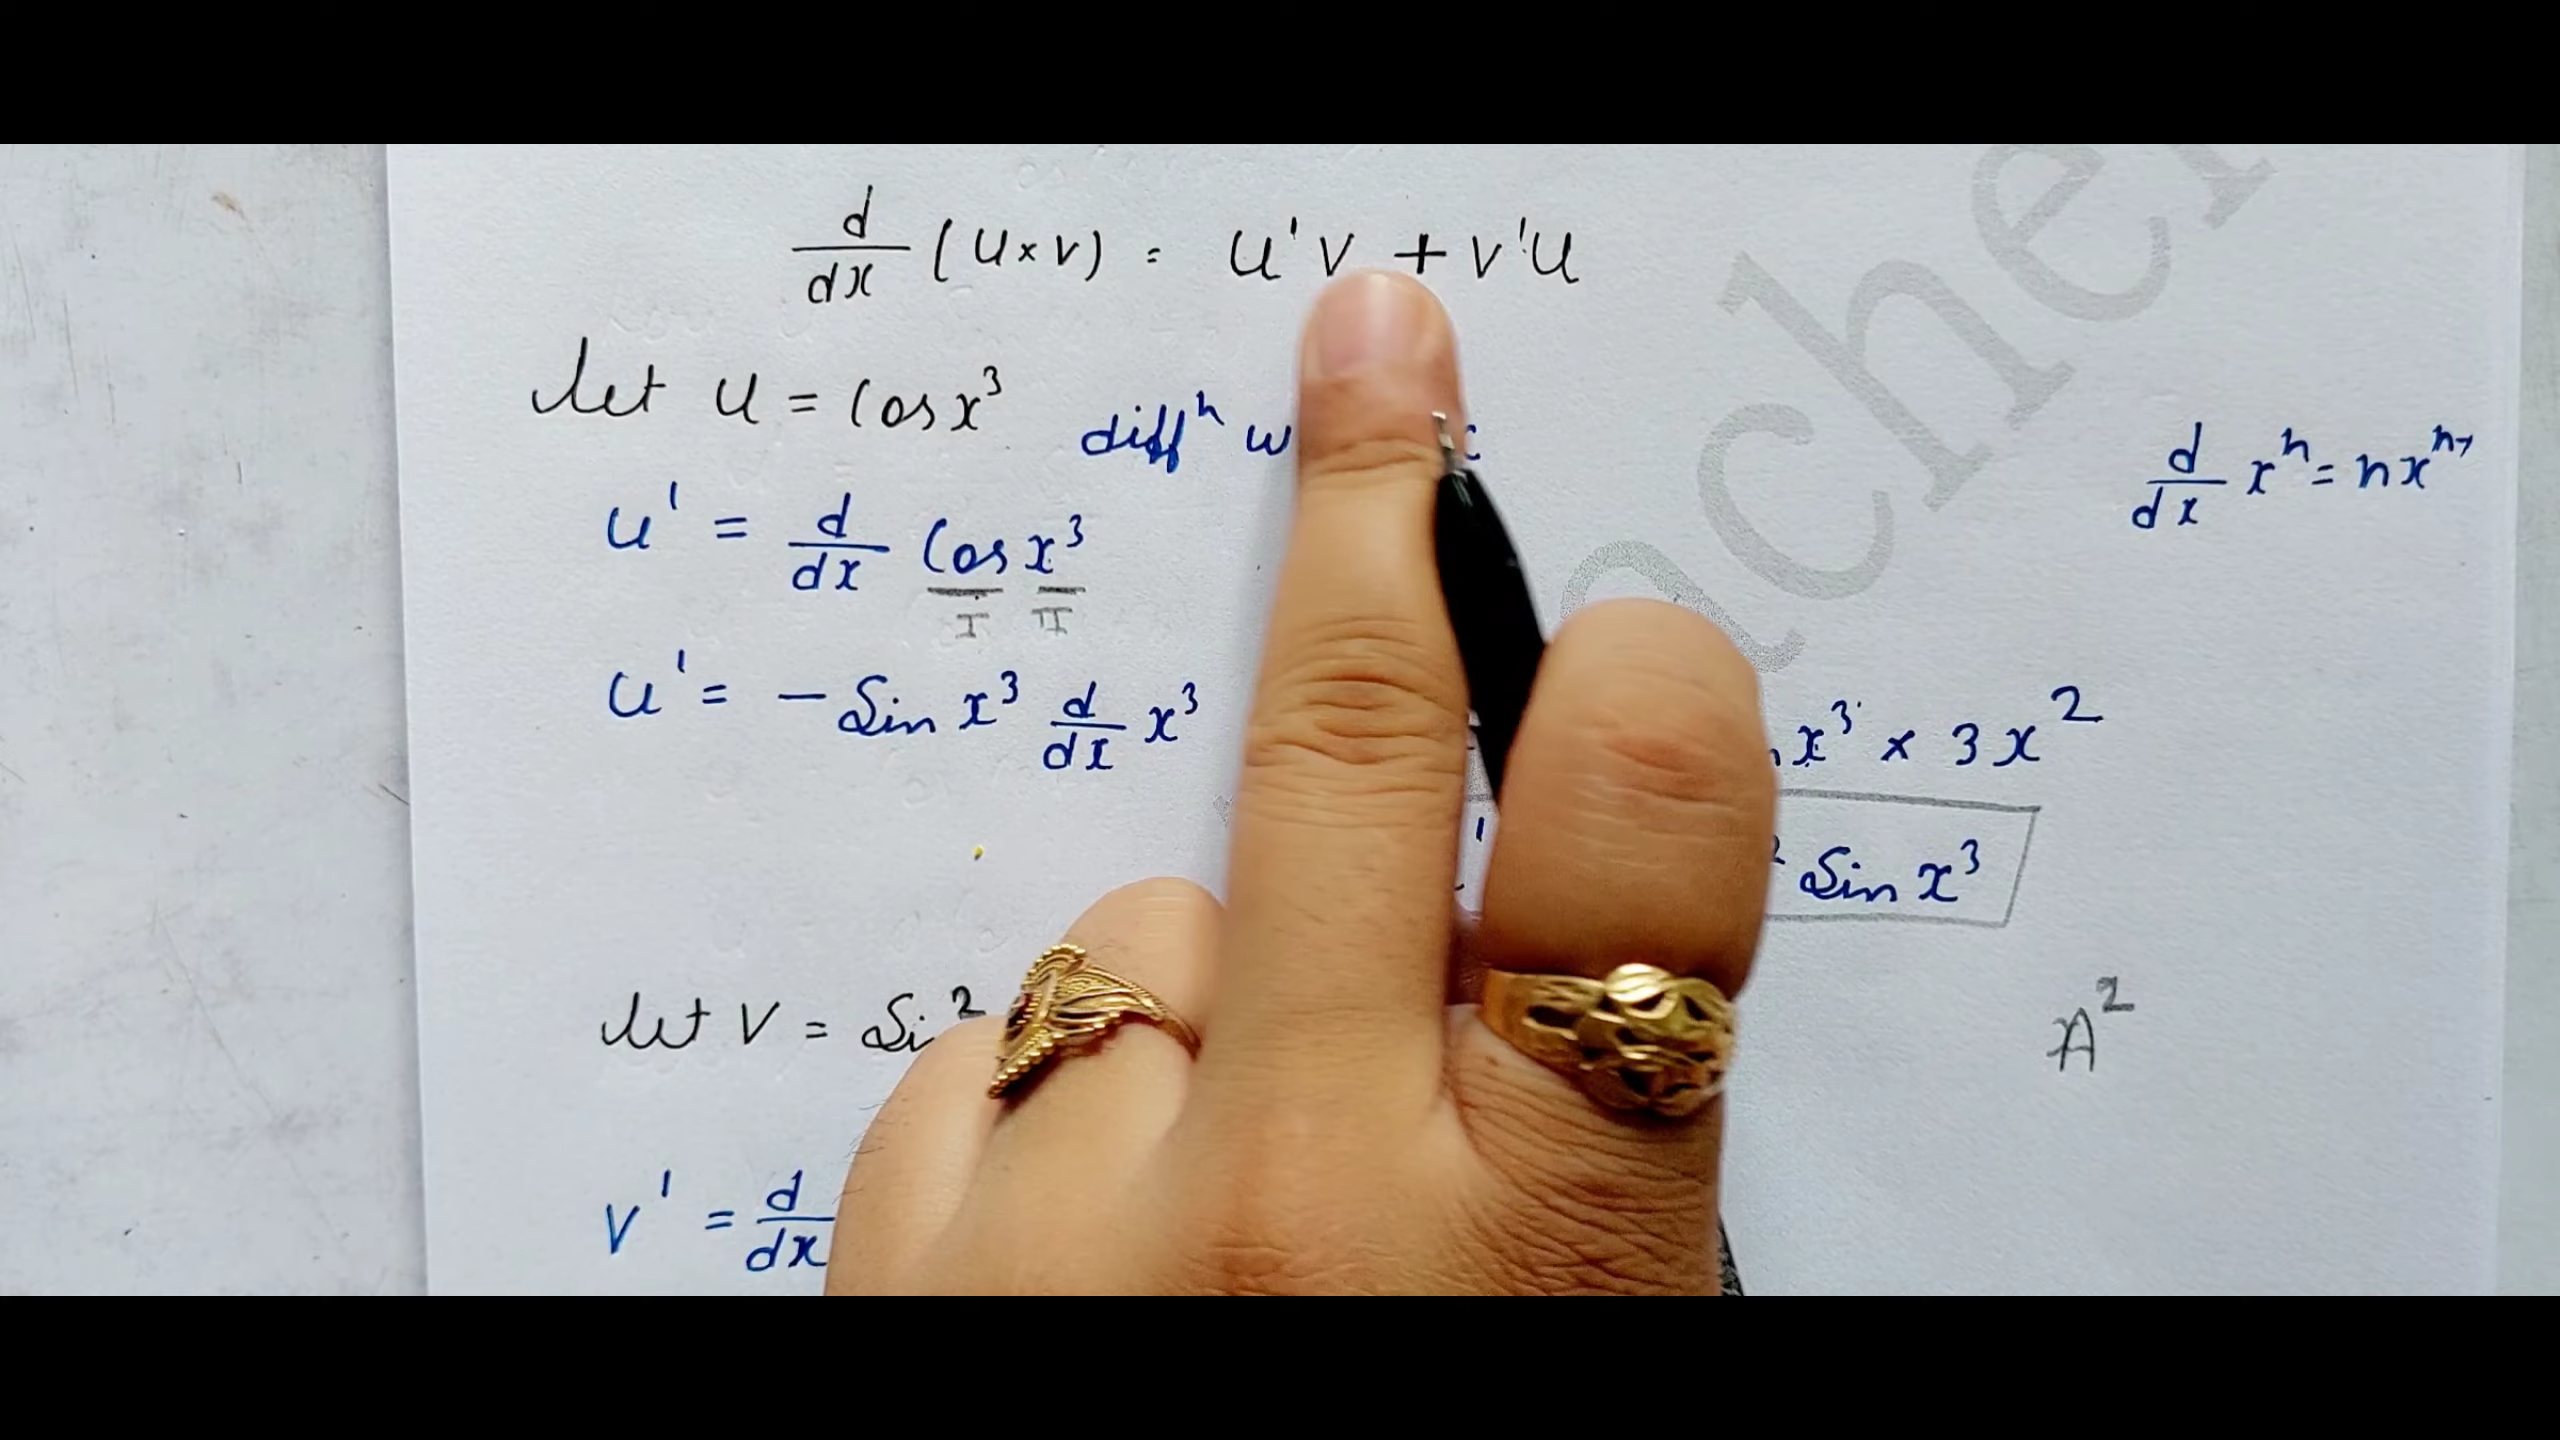 d/dx (U × V) = U'V + V'U
let U = Cos x³
diffⁿ
d/dx xⁿ = nxⁿ⁻¹
U' = d/dx Cos x³
I II
U' = - Sin x³ d/dx x³
x³ × 3x²
Sin x³
let V = Si
A²
V' = d/dx